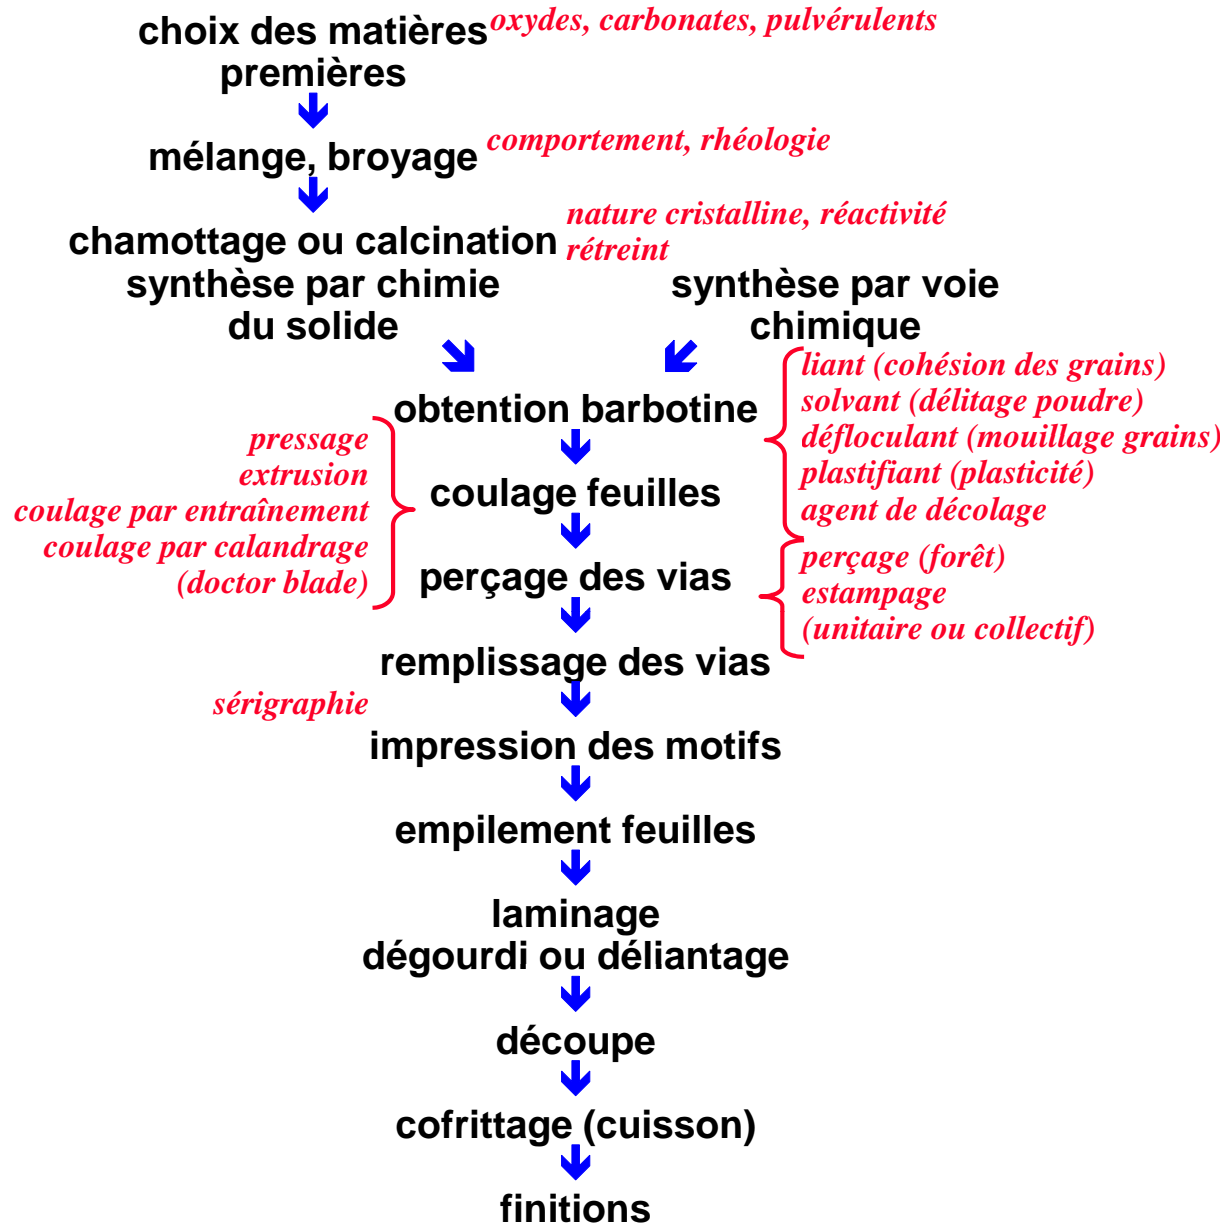 choix des matières
premières
oxydes, carbonates, pulvérulents
mélange, broyage
comportement, rhéologie
chamottage ou calcination
synthèse par chimie
du solide
nature cristalline, réactivité
rétreint
synthèse par voie
chimique
obtention barbotine
liant (cohésion des grains)
solvant (délitage poudre)
défloculant (mouillage grains)
plastifiant (plasticité)
agent de décolage
pressage
extrusion
coulage par entraînement
coulage par calandrage
(doctor blade)
coulage feuilles
perçage des vias
perçage (forêt)
estampage
(unitaire ou collectif)
remplissage des vias
sérigraphie
impression des motifs
empilement feuilles
laminage
dégourdi ou déliantage
découpe
cofrittage (cuisson)
finitions